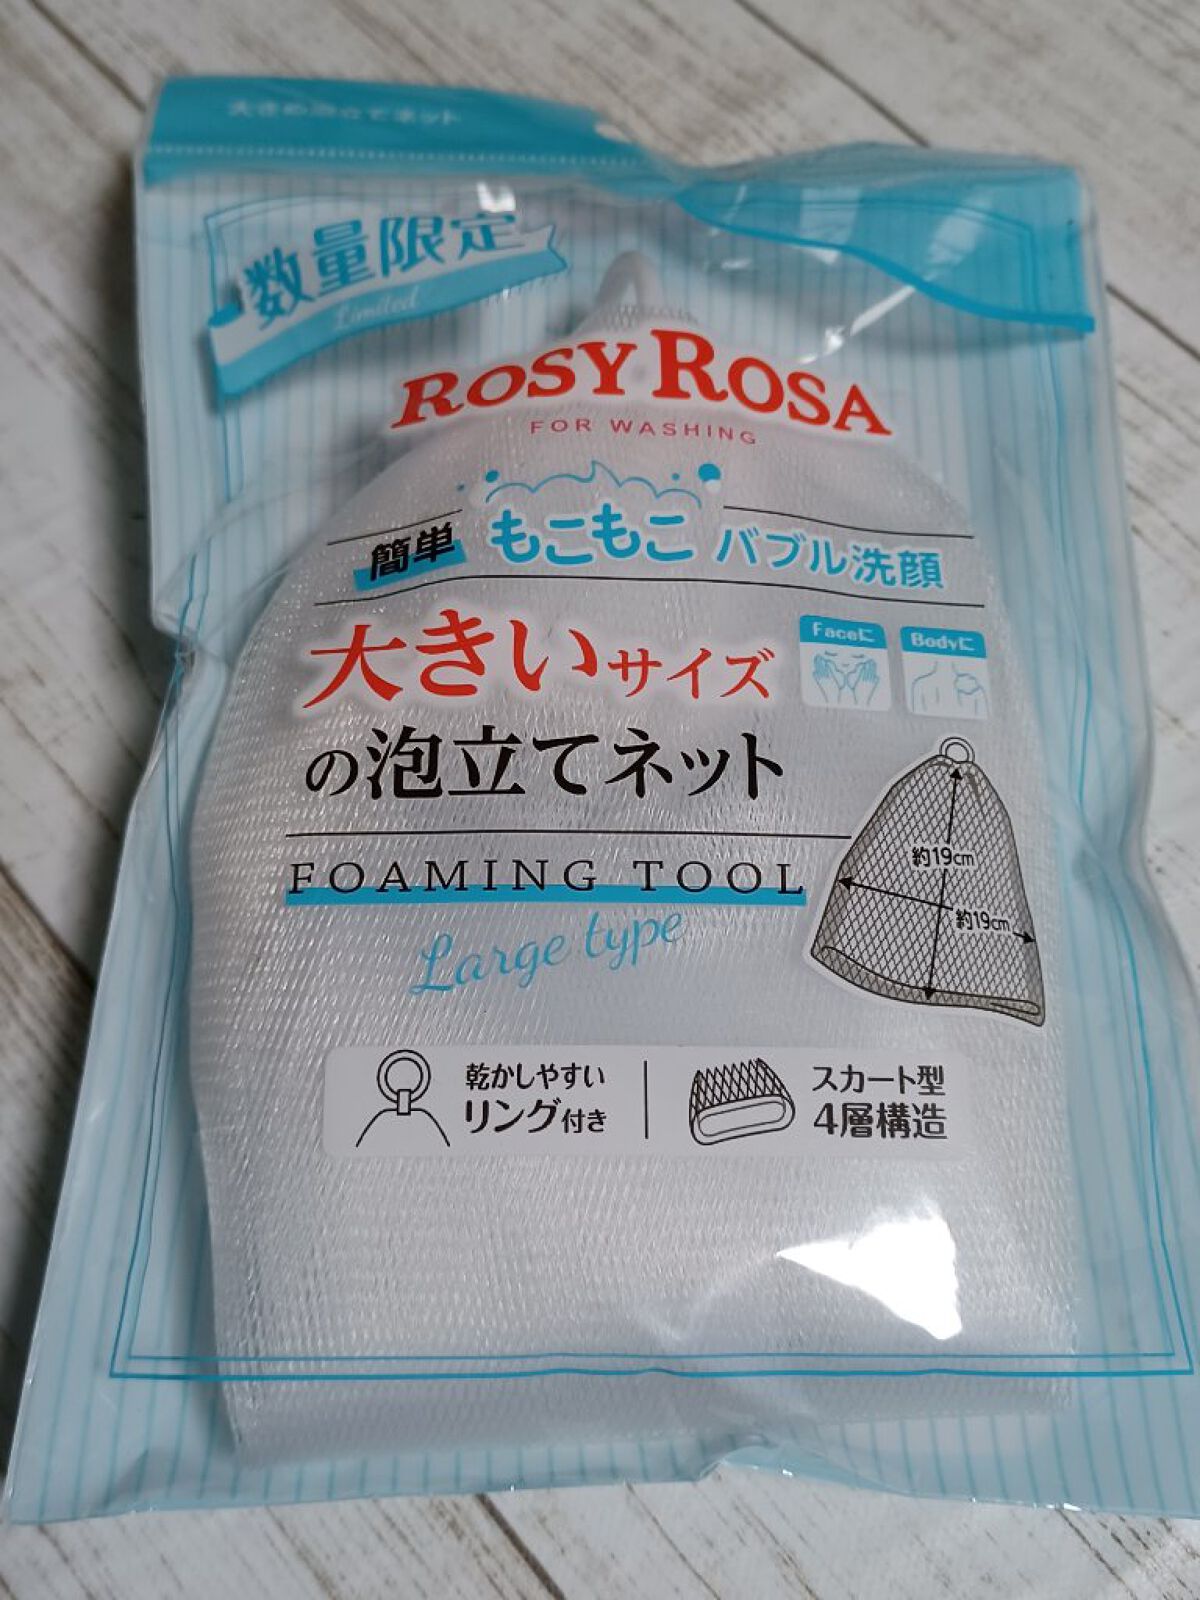 大きめ泡立てネット
数量限定
Limited
ROSY ROSA
FOR WASHING
簡単 もこもこ バブル洗顔
大きいサイズ
Faceに
Bodyに
の泡立てネット
約19cm
約19cm
FOAMING TOOL
Large type
乾かしやすい
リング付き
スカート型
4層構造